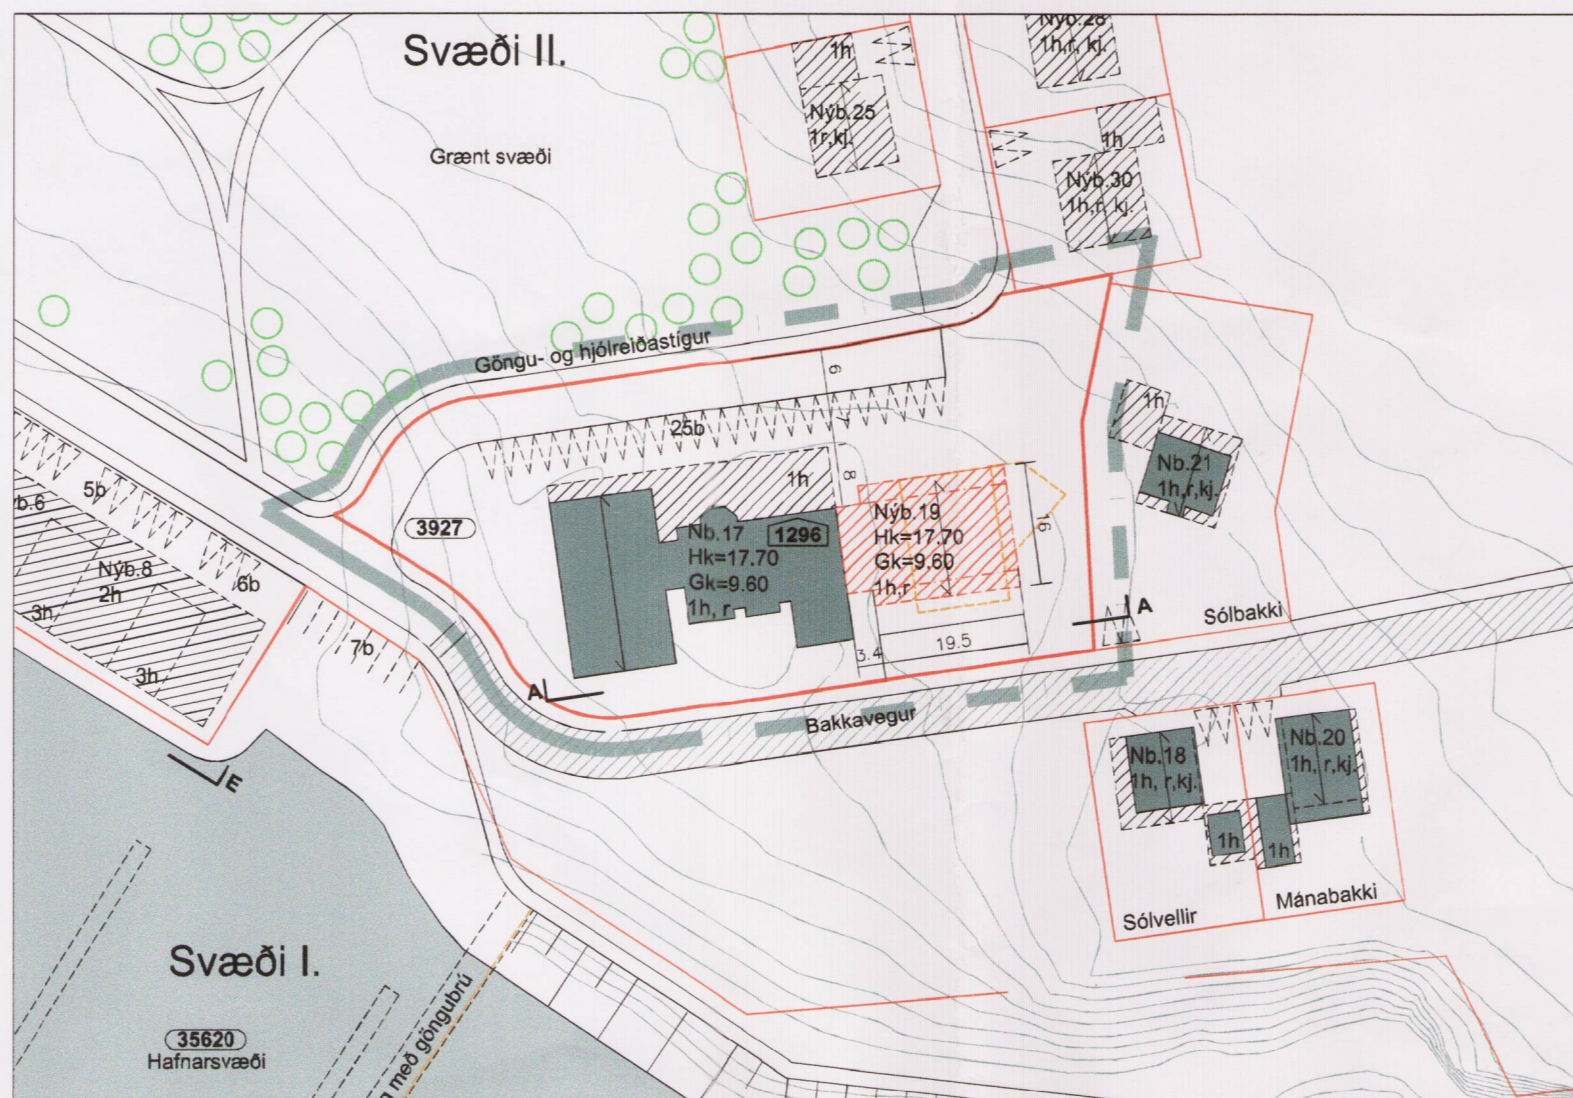 Svæði II.
1h
Nýb.28
1h,r, kj.
Nýb.25
1r,kj.
Grænt svæði
1h
Nýb.30
1h,r, kj.
Göngu- og hjólreiðastígur
6
7
8
25b
1h
1h
Nb.21
1h,r,kj.
5b
6b
Nýb.8
2h
3h
3h
7b
3927
Nb.17
Hk=17.70
Gk=9.60
1h, r
1296
Nýb.19
Hk=17.70
Gk=9.60
1h,r
16
19.5
3.4
A
A
Sólbakki
Bakkavegur
E
Nb.18
1h, r,kj.
Nb.20
1h, r,kj.
1h
1h
Sólvellir
Mánabakki
Svæði I.
35620
Hafnarsvæði
með göngubrú